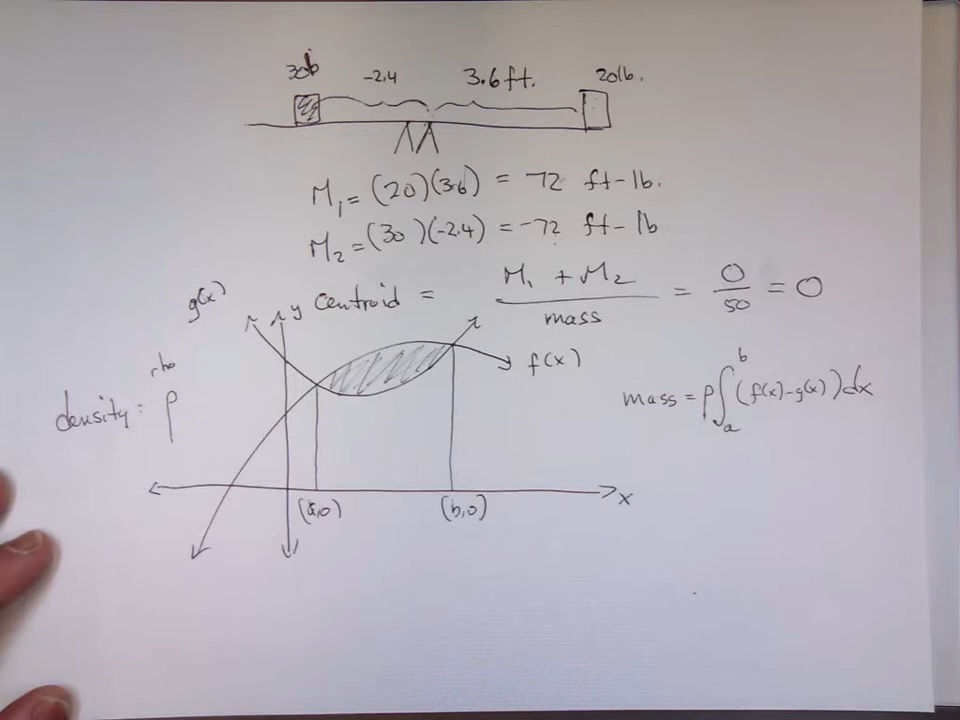 30lb -2.4 3.6 ft. 20lb.
M₁ = (20)(3.6) = 72 ft-lb.
M₂ = (30)(-2.4) = -72 ft-lb
Centroid = M₁ + M₂ / mass = 0/50 = 0
g(x)
y
f(x)
rho
density: ρ
mass = ρ∫ₐᵇ (f(x)-g(x))dx
x
(a,0) (b,0)